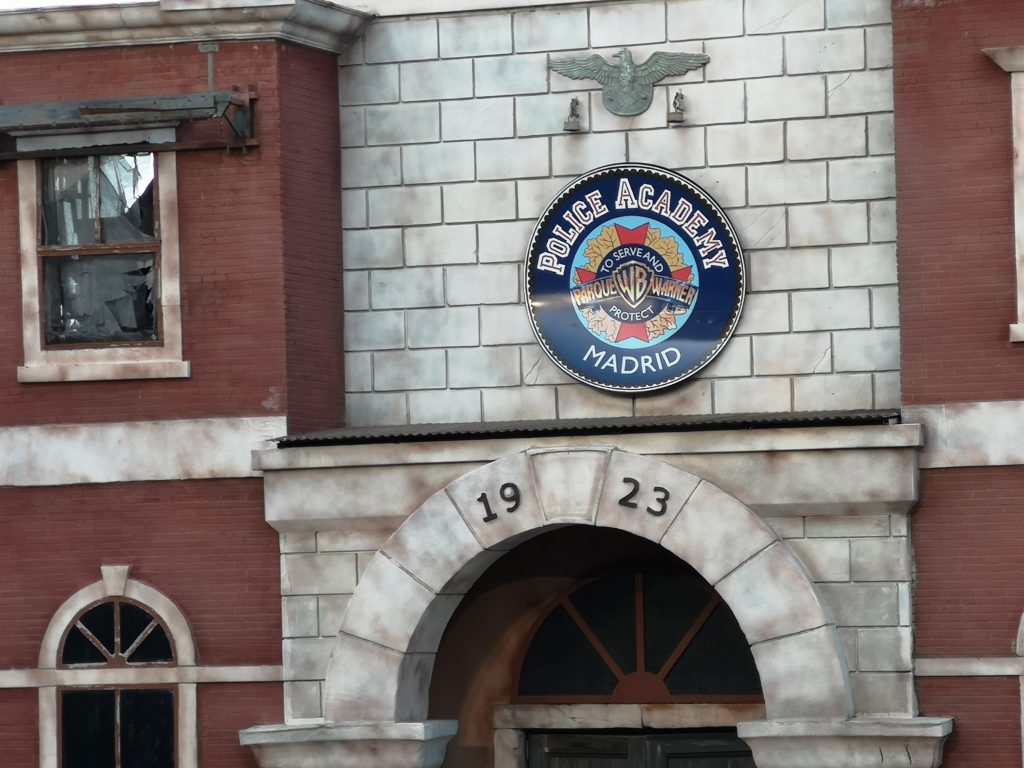 POLICE ACADEMY
TO SERVE AND
PARQUE WB WARNER
PROTECT
MADRID
19 23